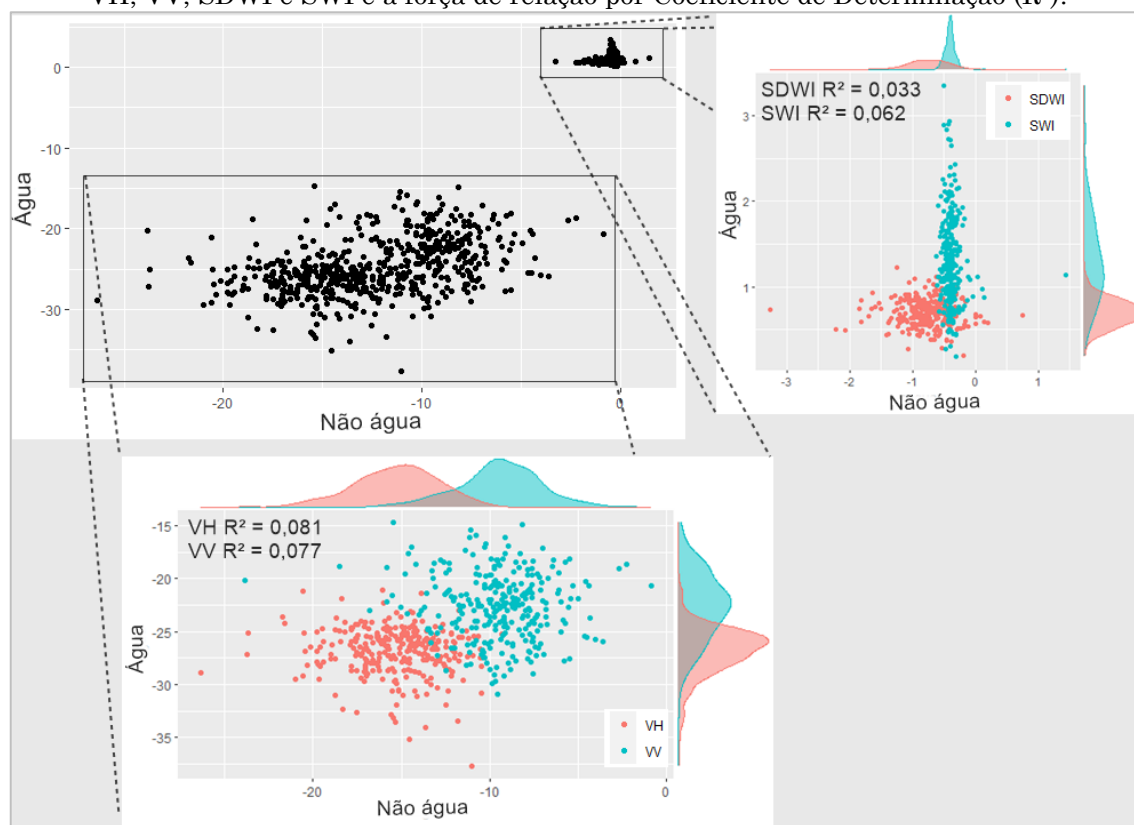 VH, VV, SDWI e SWI e a força de relação por Coeficiente de Determinação (R²).
0
-10
-20
-30
Água
-20
-10
0
Não água
SDWI R² = 0,033
SWI R² = 0,062
SDWI
SWI
3
2
1
Água
-3
-2
-1
0
1
Não água
VH R² = 0,081
VV R² = 0,077
-15
-20
-25
-30
-35
Água
VH
VV
-20
-10
0
Não água